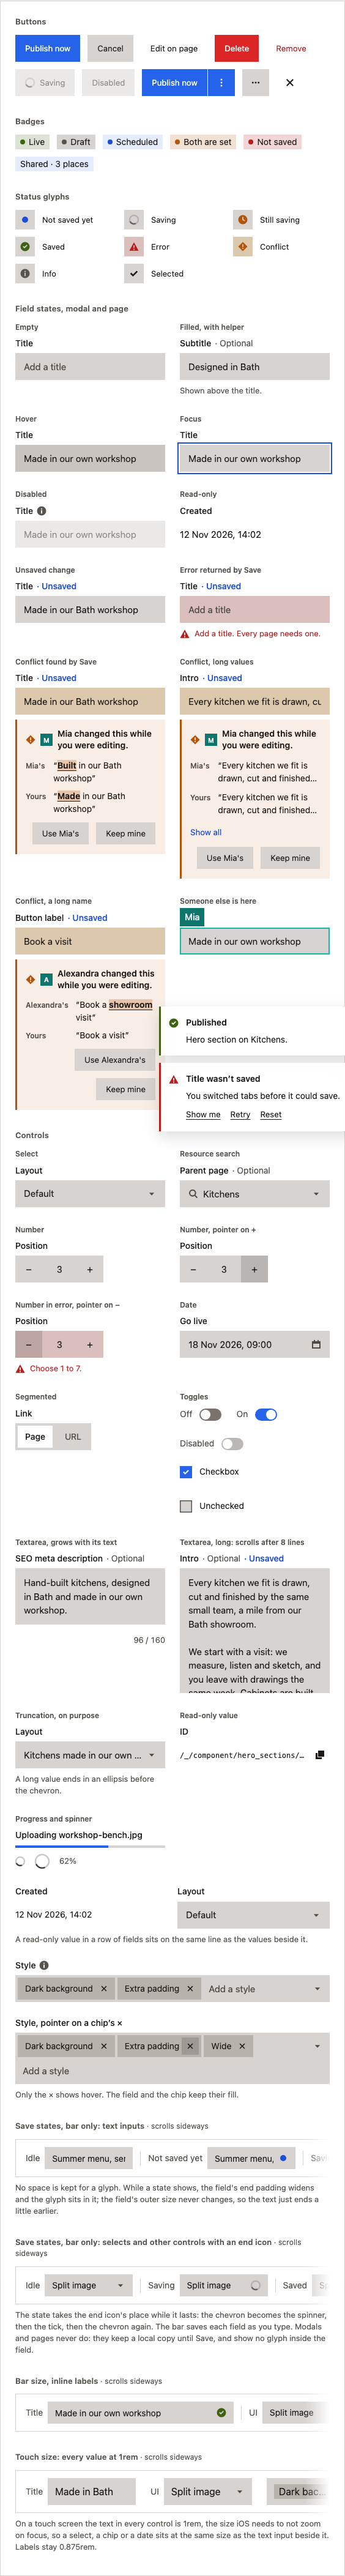 Buttons
Publish now Cancel Edit on page Delete Remove
Saving Disabled Publish now
Badges
Live Draft Scheduled Both are set Not saved
Shared · 3 places
Status glyphs
Not saved yet Saving Still saving
Saved Error Conflict
Info Selected
Field states, modal and page
Empty Filled, with helper
Title Subtitle · Optional
Add a title Designed in Bath
Shown above the title.
Hover Focus
Title Title
Made in our own workshop Made in our own workshop
Disabled Read-only
Title Created
Made in our own workshop 12 Nov 2026, 14:02
Unsaved change Error returned by Save
Title · Unsaved Title · Unsaved
Made in our Bath workshop Add a title
Add a title. Every page needs one.
Conflict found by Save Conflict, long values
Title · Unsaved Intro · Unsaved
Made in our Bath workshop Every kitchen we fit is drawn, cu
M Mia changed this while you were editing.
Mia's "Built in our Bath workshop"
Yours "Made in our Bath workshop"
Use Mia's Keep mine
M Mia changed this while you were editing.
Mia's "Every kitchen we fit is drawn, cut and finished...
Yours "Every kitchen we fit is drawn, cut and finished...
Show all
Use Mia's Keep mine
Conflict, a long name Someone else is here
Button label · Unsaved Mia
Book a visit Made in our own workshop
A Alexandra changed this while you were editing.
Alexandra's "Book a showroom visit"
Yours "Book a visit"
Use Alexandra's
Keep mine
Published
Hero section on Kitchens.
Title wasn't saved
You switched tabs before it could save.
Show me Retry Reset
Controls
Select Resource search
Layout Parent page · Optional
Default Kitchens
Number Number, pointer on +
Position Position
− 3 + − 3 +
Number in error, pointer on − Date
Position Go live
− 3 + 18 Nov 2026, 09:00
Choose 1 to 7.
Segmented Toggles
Link Off On
Page URL
Disabled
Checkbox
Unchecked
Textarea, grows with its text Textarea, long: scrolls after 8 lines
SEO meta description · Optional Intro · Optional · Unsaved
Hand-built kitchens, designed
in Bath and made in our own
workshop.
96 / 160
Every kitchen we fit is drawn,
cut and finished by the same
small team, a mile from our
Bath showroom.
We start with a visit: we
measure, listen and sketch, and
you leave with drawings the
same week. Cabinets are built
Truncation, on purpose Read-only value
Layout ID
Kitchens made in our own ... /_/component/hero_sections/…
A long value ends in an ellipsis before
the chevron.
Progress and spinner
Uploading workshop-bench.jpg
62%
Created Layout
12 Nov 2026, 14:02 Default
A read-only value in a row of fields sits on the same line as the values beside it.
Style
Dark background × Extra padding × Add a style
Style, pointer on a chip's ×
Dark background × Extra padding × Wide ×
Add a style
Only the × shows hover. The field and the chip keep their fill.
Save states, bar only: text inputs · scrolls sideways
Idle Summer menu, ser Not saved yet Summer menu,
No space is kept for a glyph. While a state shows, the field's end padding widens
and the glyph sits in it; the field's outer size never changes, so the text just ends a
little earlier.
Save states, bar only: selects and other controls with an end icon · scrolls
sideways
Idle Split image Saving Split image Saved
The state takes the end icon's place while it lasts: the chevron becomes the spinner,
then the tick, then the chevron again. The bar saves each field as you type. Modals
and pages never do: they keep a local copy until Save, and show no glyph inside the
field.
Bar size, inline labels · scrolls sideways
Title Made in our own workshop UI Split image
Touch size: every value at 1rem · scrolls sideways
Title Made in Bath UI Split image Dark bac...
On a touch screen the text in every control is 1rem, the size iOS needs to not zoom
on focus, so a select, a chip or a date sits at the same size as the text input beside it.
Labels stay 0.875rem.